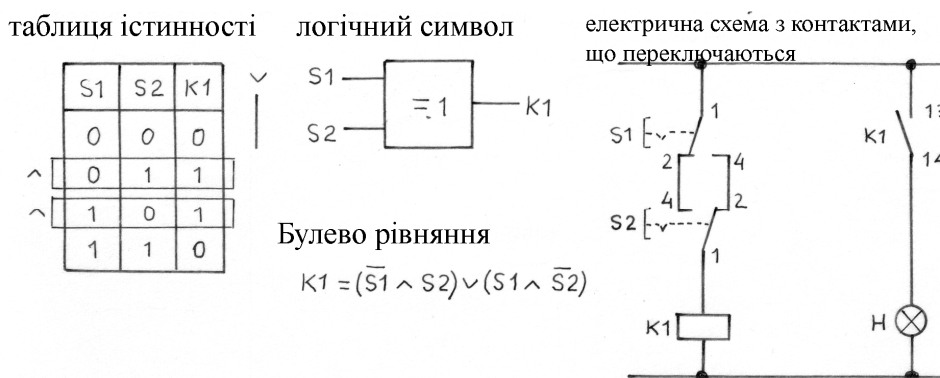 таблиця істинності
S1 S2 K1
0 0 0
^ 0 1 1
^ 1 0 1
1 1 0
∨
логічний символ
S1
S2
= 1
K1
Булево рівняння
K1 = (S̅1̅ ∧ S2) ∨ (S1 ∧ S̅2)
електрична схема з контактами,
що переключаються
1
S1
2 4
4 2
S2
1
K1
13
K1
14
H